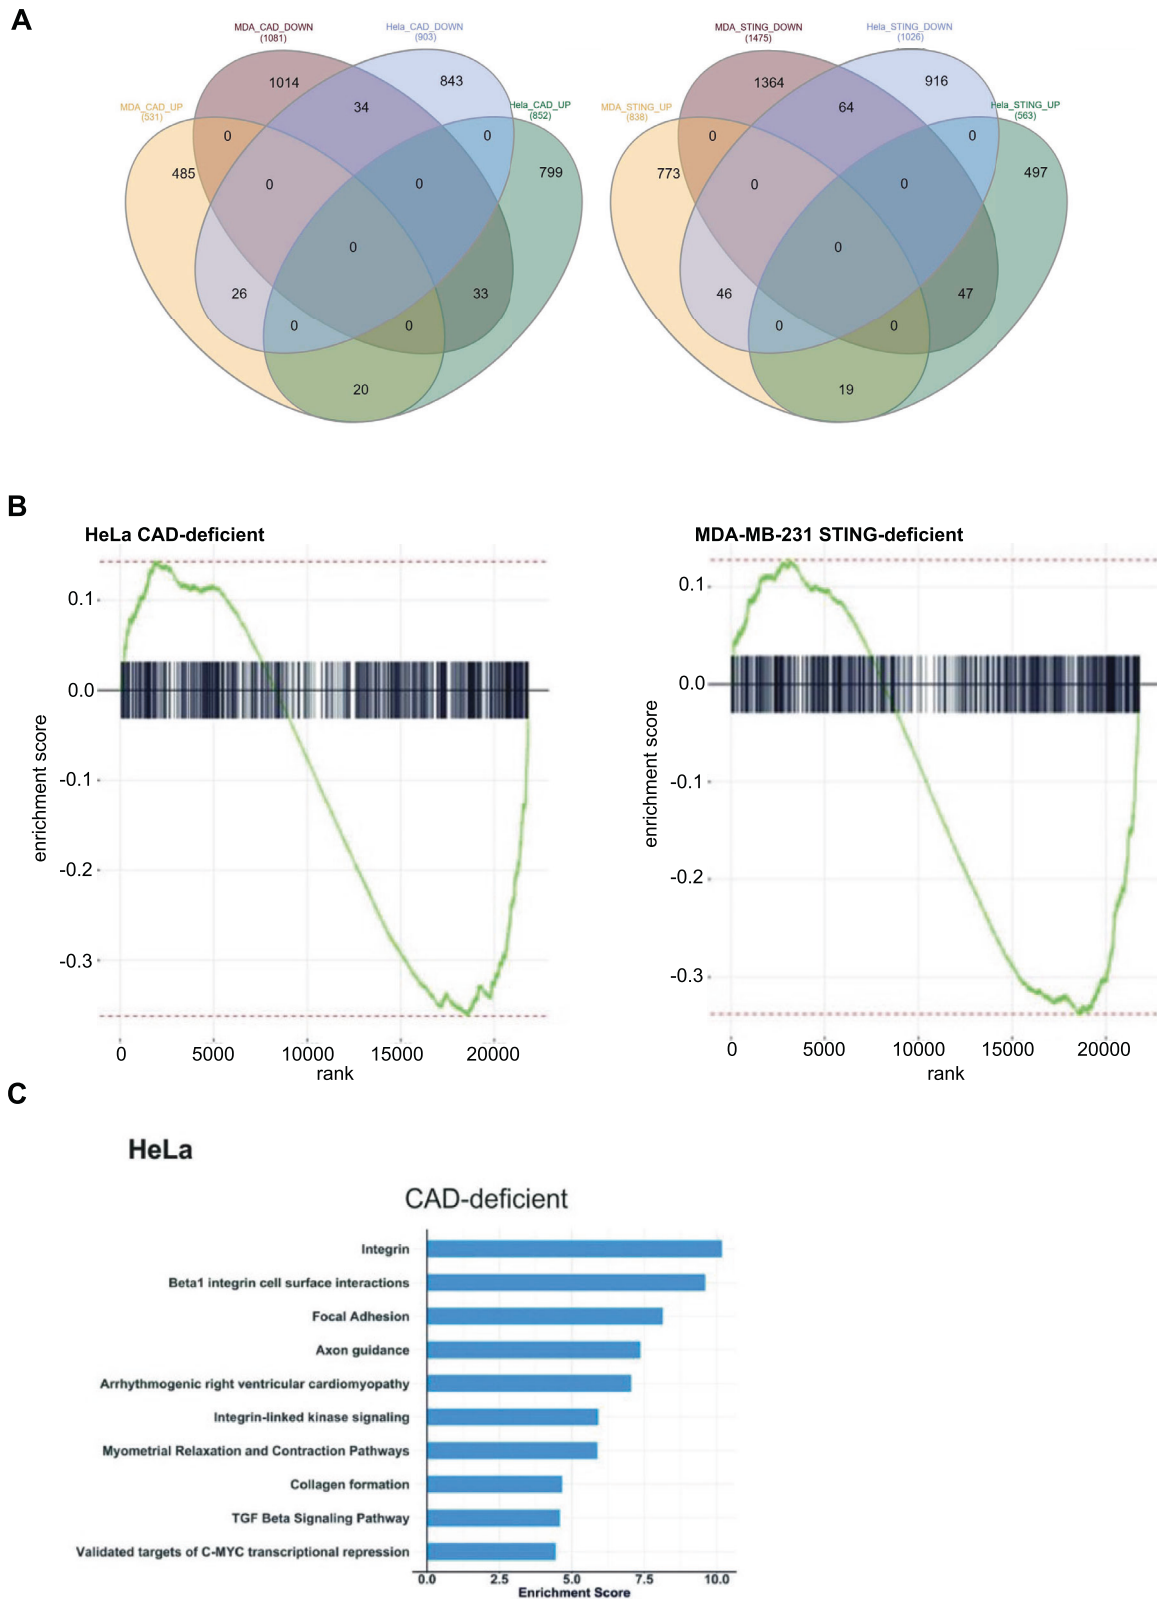 A
MDA_CAD_DOWN
(1081)
Hela_CAD_DOWN
(903)
MDA_CAD_UP
(531)
Hela_CAD_UP
(852)
1014
843
34
0
0
485
799
0
0
0
26
33
0
0
20
MDA_STING_DOWN
(1475)
Hela_STING_DOWN
(1026)
MDA_STING_UP
(838)
Hela_STING_UP
(563)
1364
916
64
0
0
773
497
0
0
0
46
47
0
0
19
B
HeLa CAD-deficient
enrichment score
0.1
0.0
-0.1
-0.2
-0.3
0 5000 10000 15000 20000
rank
MDA-MB-231 STING-deficient
enrichment score
0.1
0.0
-0.1
-0.2
-0.3
0 5000 10000 15000 20000
rank
C
HeLa
CAD-deficient
Integrin
Beta1 integrin cell surface interactions
Focal Adhesion
Axon guidance
Arrhythmogenic right ventricular cardiomyopathy
Integrin-linked kinase signaling
Myometrial Relaxation and Contraction Pathways
Collagen formation
TGF Beta Signaling Pathway
Validated targets of C-MYC transcriptional repression
0.0 2.5 5.0 7.5 10.0
Enrichment Score